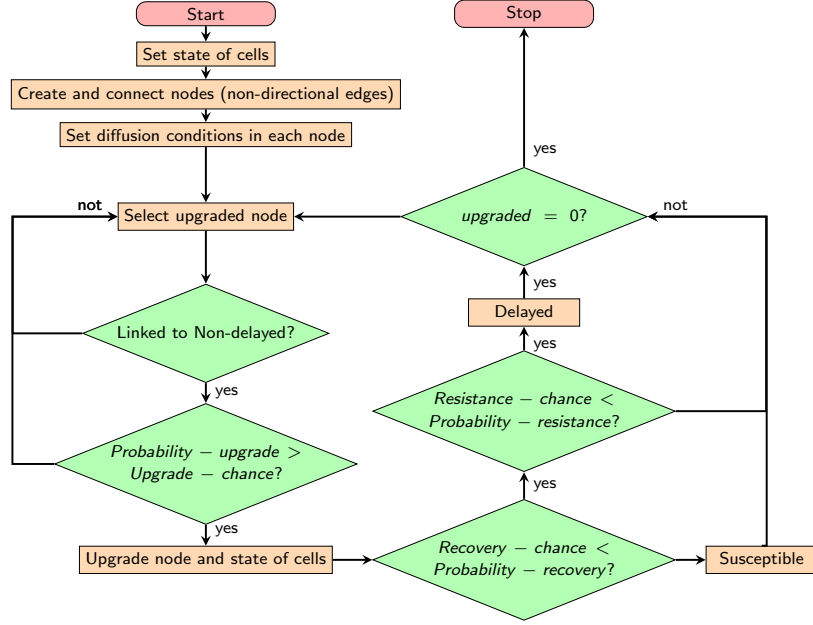 Start
Set state of cells
Create and connect nodes (non-directional edges)
Set diffusion conditions in each node
not
Select upgraded node
Linked to Non-delayed?
yes
Probability − upgrade >
Upgrade − chance?
yes
Upgrade node and state of cells
Stop
yes
upgraded = 0?
not
yes
Delayed
yes
Resistance − chance <
Probability − resistance?
yes
Recovery − chance <
Probability − recovery?
Susceptible